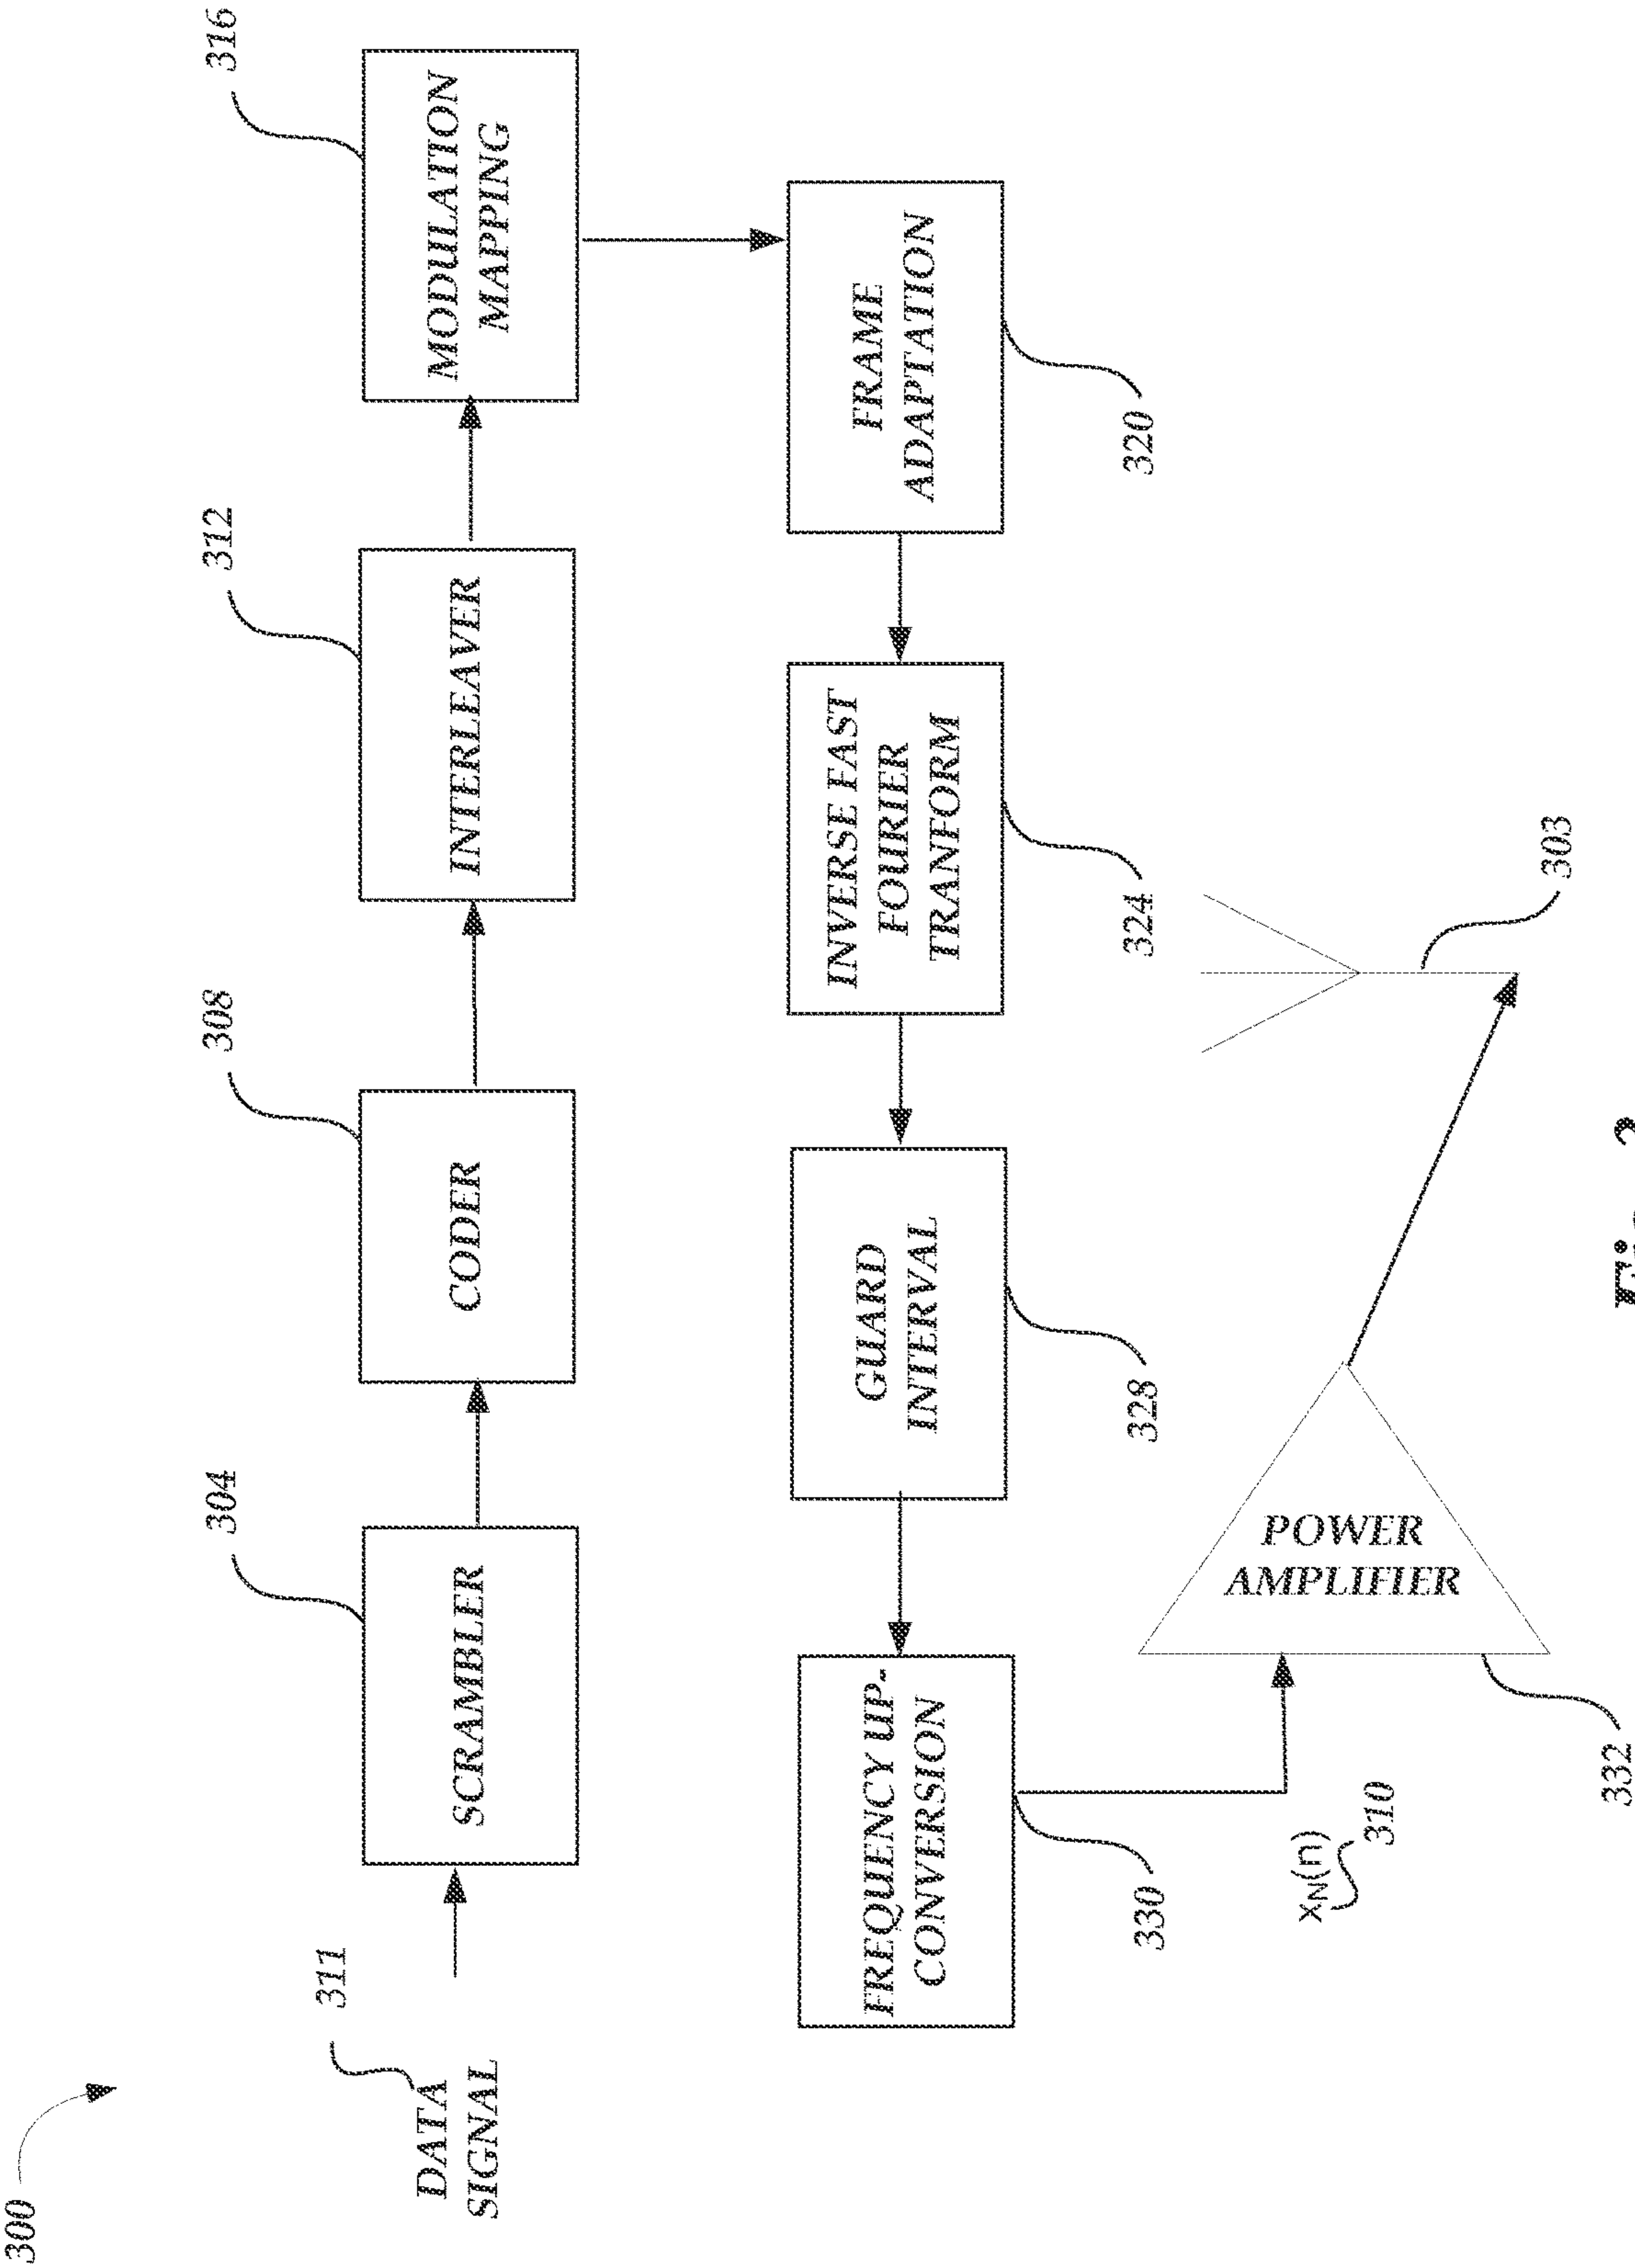 300
DATA
SIGNAL
311
SCRAMBLER
304
CODER
308
INTERLEAVER
312
MODULATION
MAPPING
316
FRAME
ADAPTATION
320
INVERSE FAST
FOURIER
TRANFORM
324
GUARD
INTERVAL
328
FREQUENCY UP-
CONVERSION
330
x_N(n)
310
POWER
AMPLIFIER
332
303